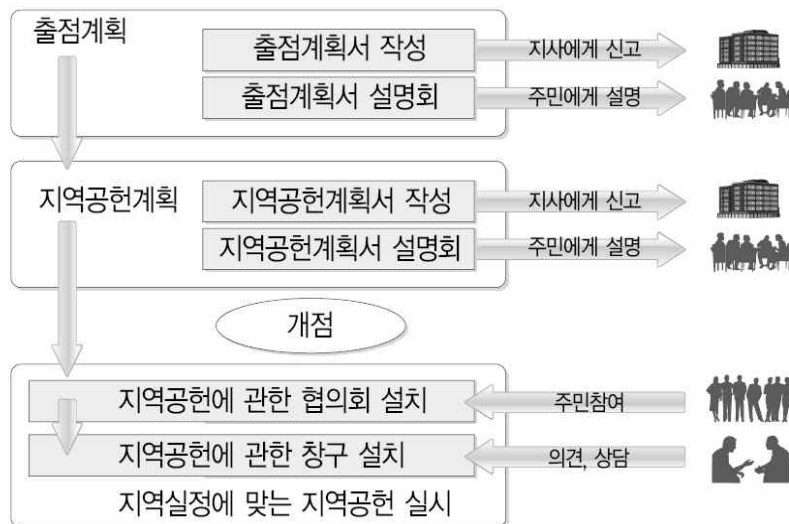 출점계획
출점계획서 작성
지사에게 신고
출점계획서 설명회
주민에게 설명
지역공헌계획
지역공헌계획서 작성
지사에게 신고
지역공헌계획서 설명회
주민에게 설명
개점
지역공헌에 관한 협의회 설치
주민참여
지역공헌에 관한 창구 설치
의견, 상담
지역실정에 맞는 지역공헌 실시